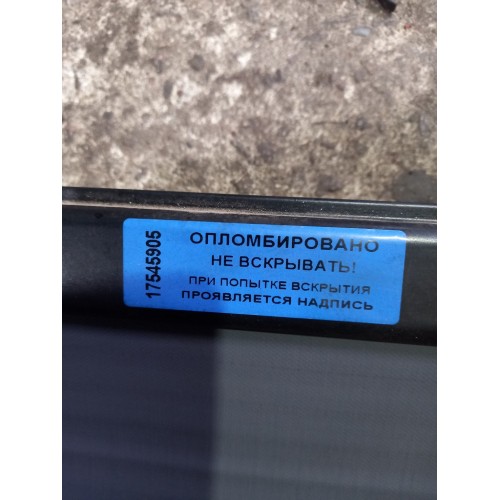 17545905
ОПЛОМБИРОВАНО
НЕ ВСКРЫВАТЬ!
ПРИ ПОПЫТКЕ ВСКРЫТИЯ
ПРОЯВЛЯЕТСЯ НАДПИСЬ